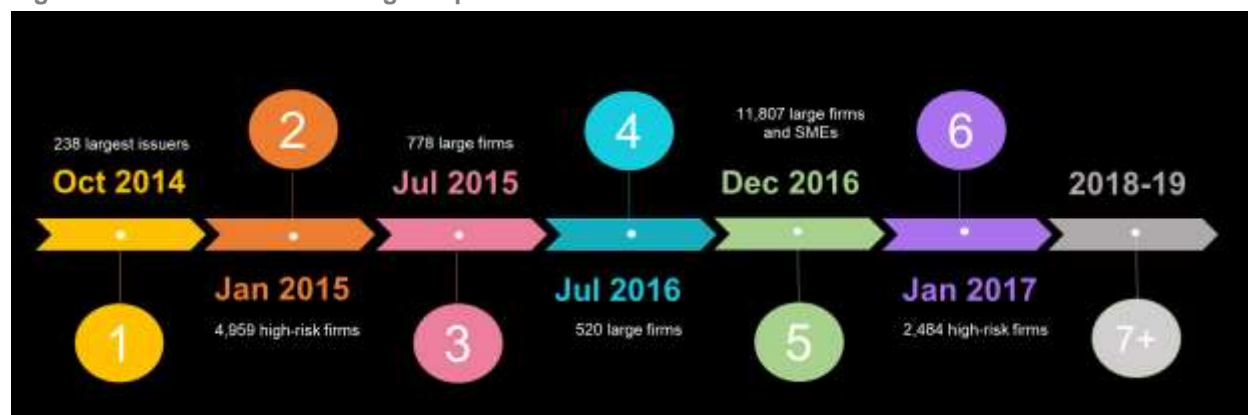 238 largest issuers
Oct 2014
1
2
Jan 2015
4,959 high-risk firms
778 large firms
Jul 2015
3
4
Jul 2016
520 large firms
11,807 large firms
and SMEs
Dec 2016
5
6
Jan 2017
2,484 high-risk firms
2018-19
7+